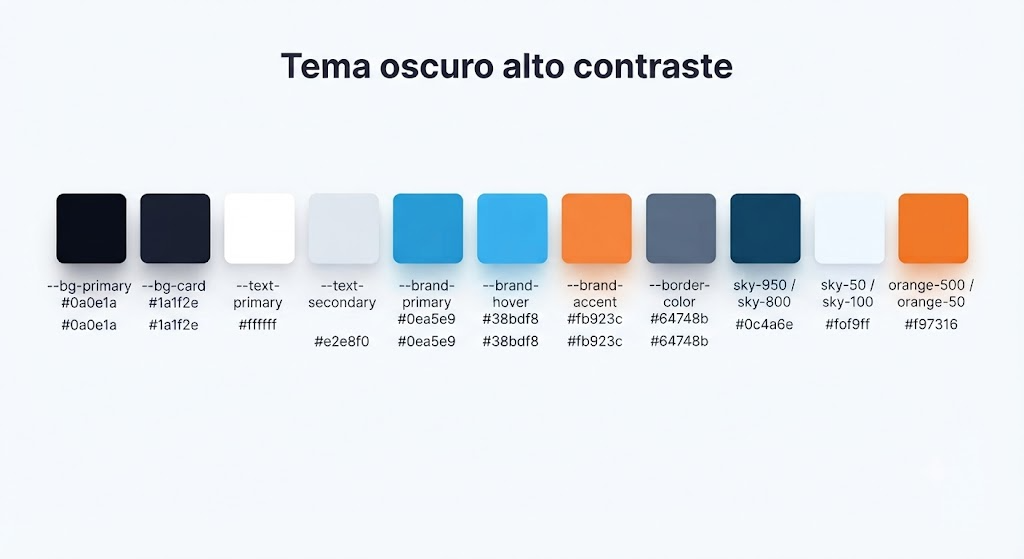 Tema oscuro alto contraste
--bg-primary
#0a0e1a
#0a0e1a
--bg-card
#1a1f2e
#1a1f2e
--text-
primary
#ffffff
--text-
secondary
#e2e8f0
--brand-
primary
#0ea5e9
#0ea5e9
--brand-
hover
#38bdf8
#38bdf8
--brand-
accent
#fb923c
#fb923c
--border-
color
#64748b
#64748b
sky-950 /
sky-800
#0c4a6e
sky-50 /
sky-100
#fof9ff
orange-500 /
orange-50
#f97316